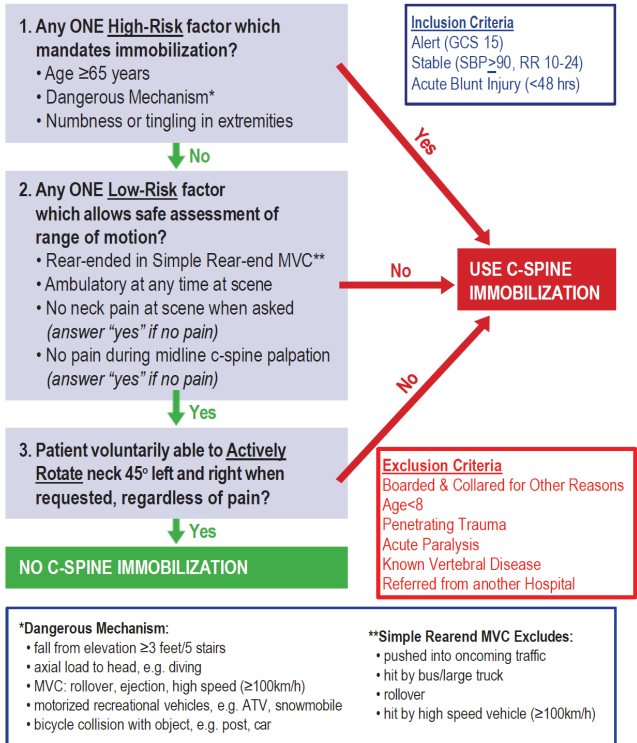 1. Any ONE High-Risk factor which
mandates immobilization?
• Age ≥65 years
• Dangerous Mechanism*
• Numbness or tingling in extremities
Inclusion Criteria
Alert (GCS 15)
Stable (SBP>90, RR 10-24)
Acute Blunt Injury (<48 hrs)
Yes
No
2. Any ONE Low-Risk factor
which allows safe assessment of
range of motion?
• Rear-ended in Simple Rear-end MVC**
• Ambulatory at any time at scene
• No neck pain at scene when asked
(answer “yes” if no pain)
• No pain during midline c-spine palpation
(answer “yes” if no pain)
No
USE C-SPINE
IMMOBILIZATION
No
Yes
3. Patient voluntarily able to Actively
Rotate neck 45º left and right when
requested, regardless of pain?
Yes
NO C-SPINE IMMOBILIZATION
Exclusion Criteria
Boarded & Collared for Other Reasons
Age<8
Penetrating Trauma
Acute Paralysis
Known Vertebral Disease
Referred from another Hospital
*Dangerous Mechanism:
• fall from elevation ≥3 feet/5 stairs
• axial load to head, e.g. diving
• MVC: rollover, ejection, high speed (≥100km/h)
• motorized recreational vehicles, e.g. ATV, snowmobile
• bicycle collision with object, e.g. post, car
**Simple Rearend MVC Excludes:
• pushed into oncoming traffic
• hit by bus/large truck
• rollover
• hit by high speed vehicle (≥100km/h)